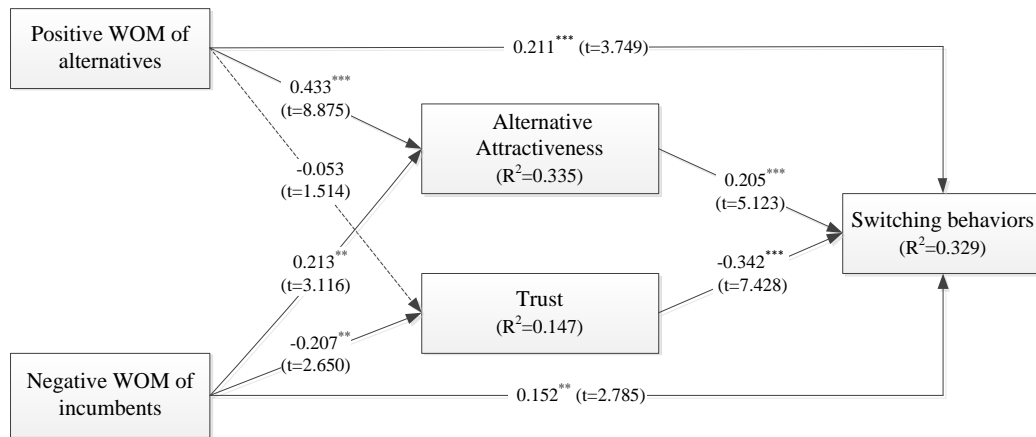 Positive WOM of
alternatives
0.211*** (t=3.749)
0.433***
(t=8.875)
Alternative
Attractiveness
(R²=0.335)
-0.053
(t=1.514)
0.205***
(t=5.123)
Switching behaviors
(R²=0.329)
0.213**
(t=3.116)
-0.342***
(t=7.428)
Trust
(R²=0.147)
-0.207**
(t=2.650)
Negative WOM of
incumbents
0.152** (t=2.785)